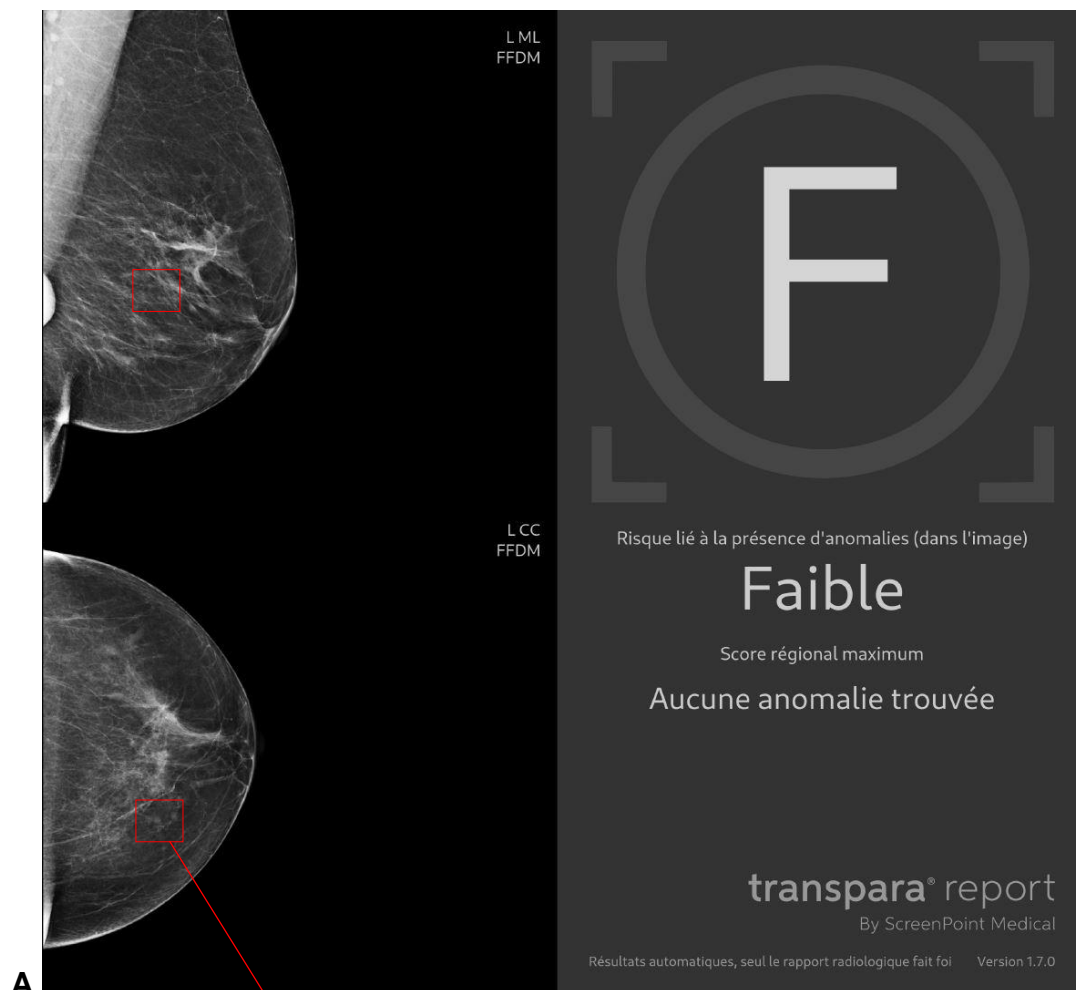 L ML
FFDM
F
L CC
FFDM
Risque lié à la présence d'anomalies (dans l'image)
Faible
Score régional maximum
Aucune anomalie trouvée
transpara® report
By ScreenPoint Medical
Résultats automatiques, seul le rapport radiologique fait foi Version 1.7.0
A